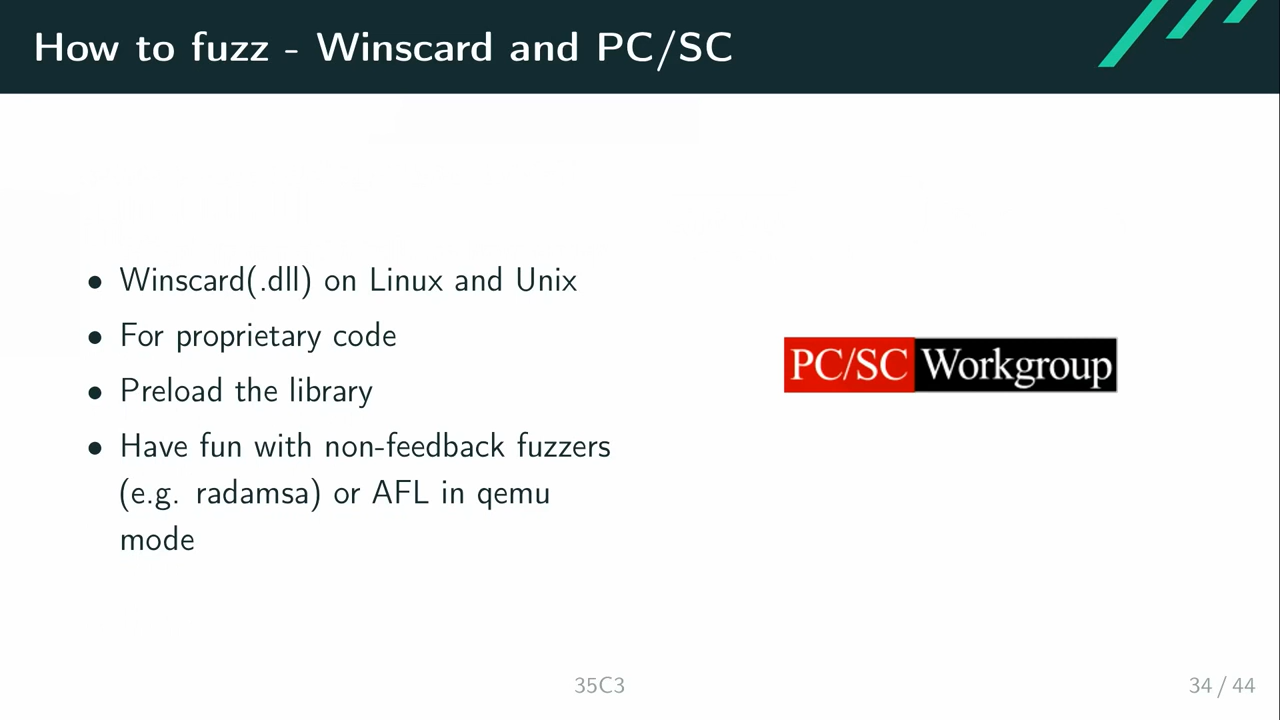 How to fuzz - Winscard and PC/SC
• Winscard(.dll) on Linux and Unix
• For proprietary code
• Preload the library
• Have fun with non-feedback fuzzers
(e.g. radamsa) or AFL in qemu
mode
PC/SC Workgroup
35C3
34 / 44